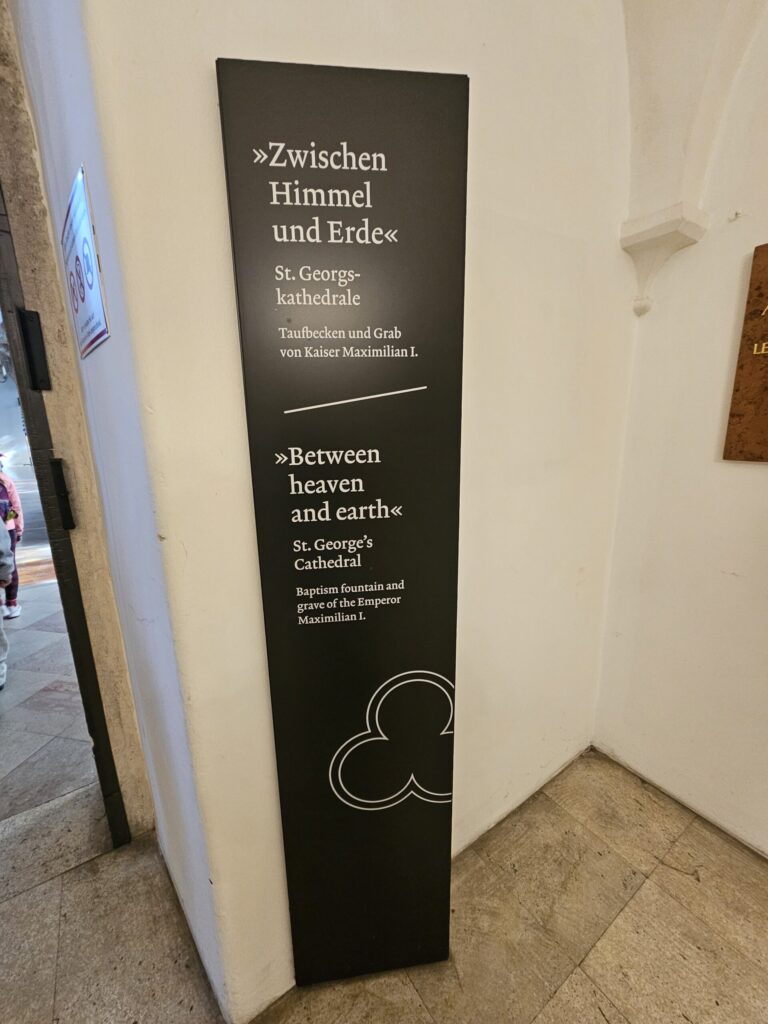 »Zwischen
Himmel
und Erde«
St. Georgs-
kathedrale
Taufbecken und Grab
von Kaiser Maximilian I.
»Between
heaven
and earth«
St. George's
Cathedral
Baptism fountain and
grave of the Emperor
Maximilian I.
LE